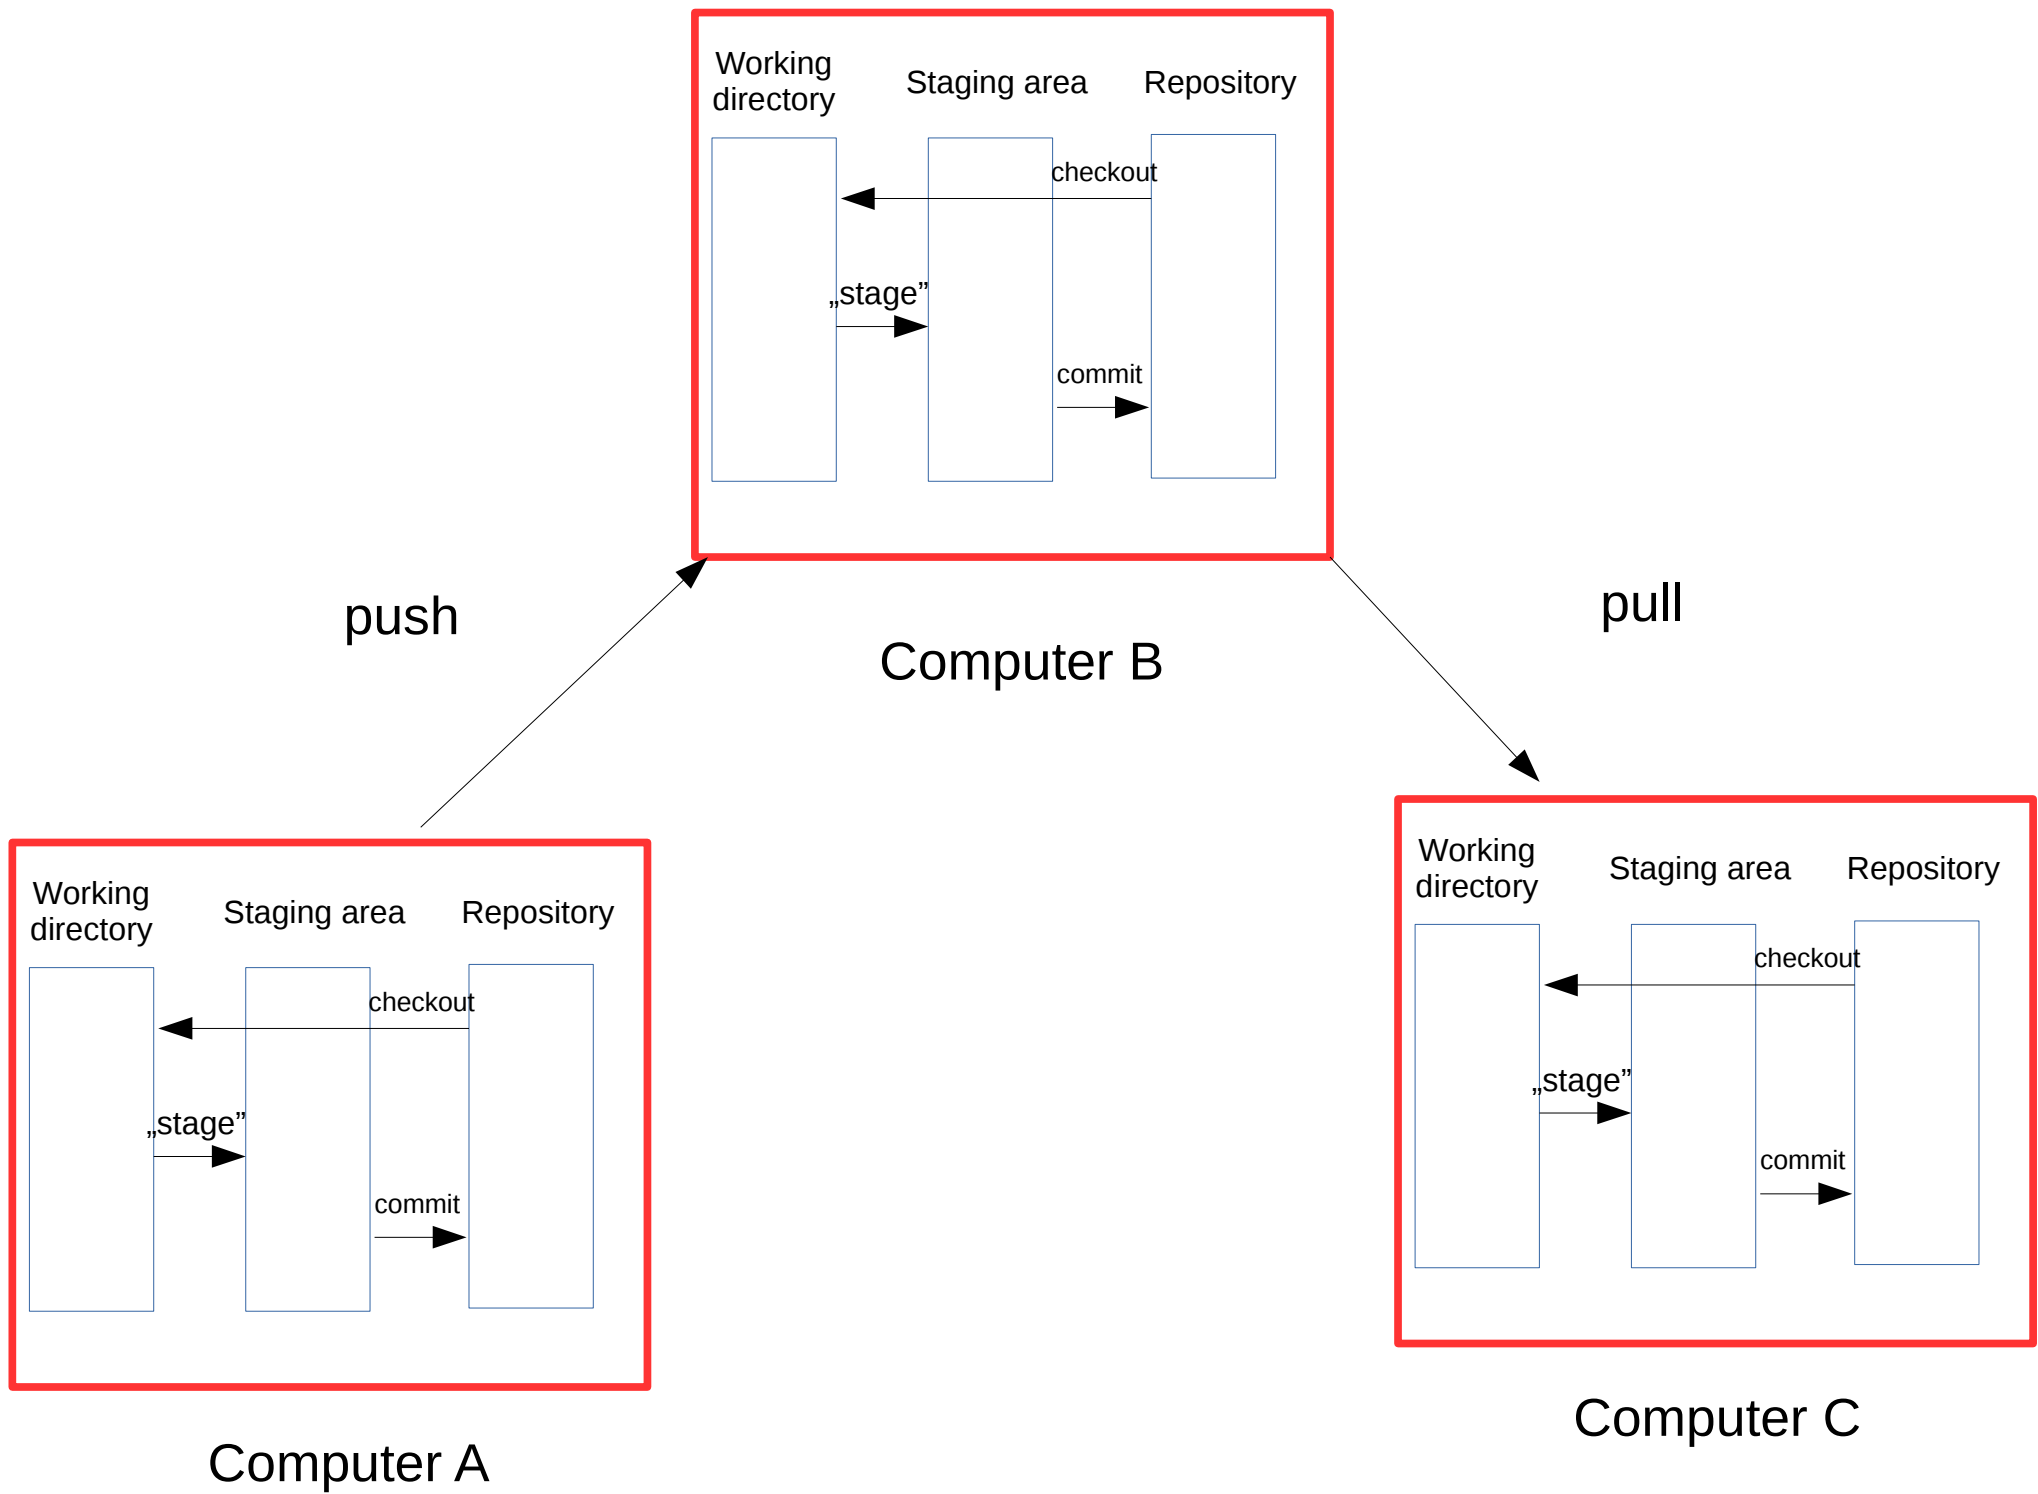 Working
directory
Staging area
Repository
checkout
„stage”
commit
push
pull
Computer B
Working
directory
Staging area
Repository
checkout
„stage”
commit
Computer A
Working
directory
Staging area
Repository
checkout
„stage”
commit
Computer C